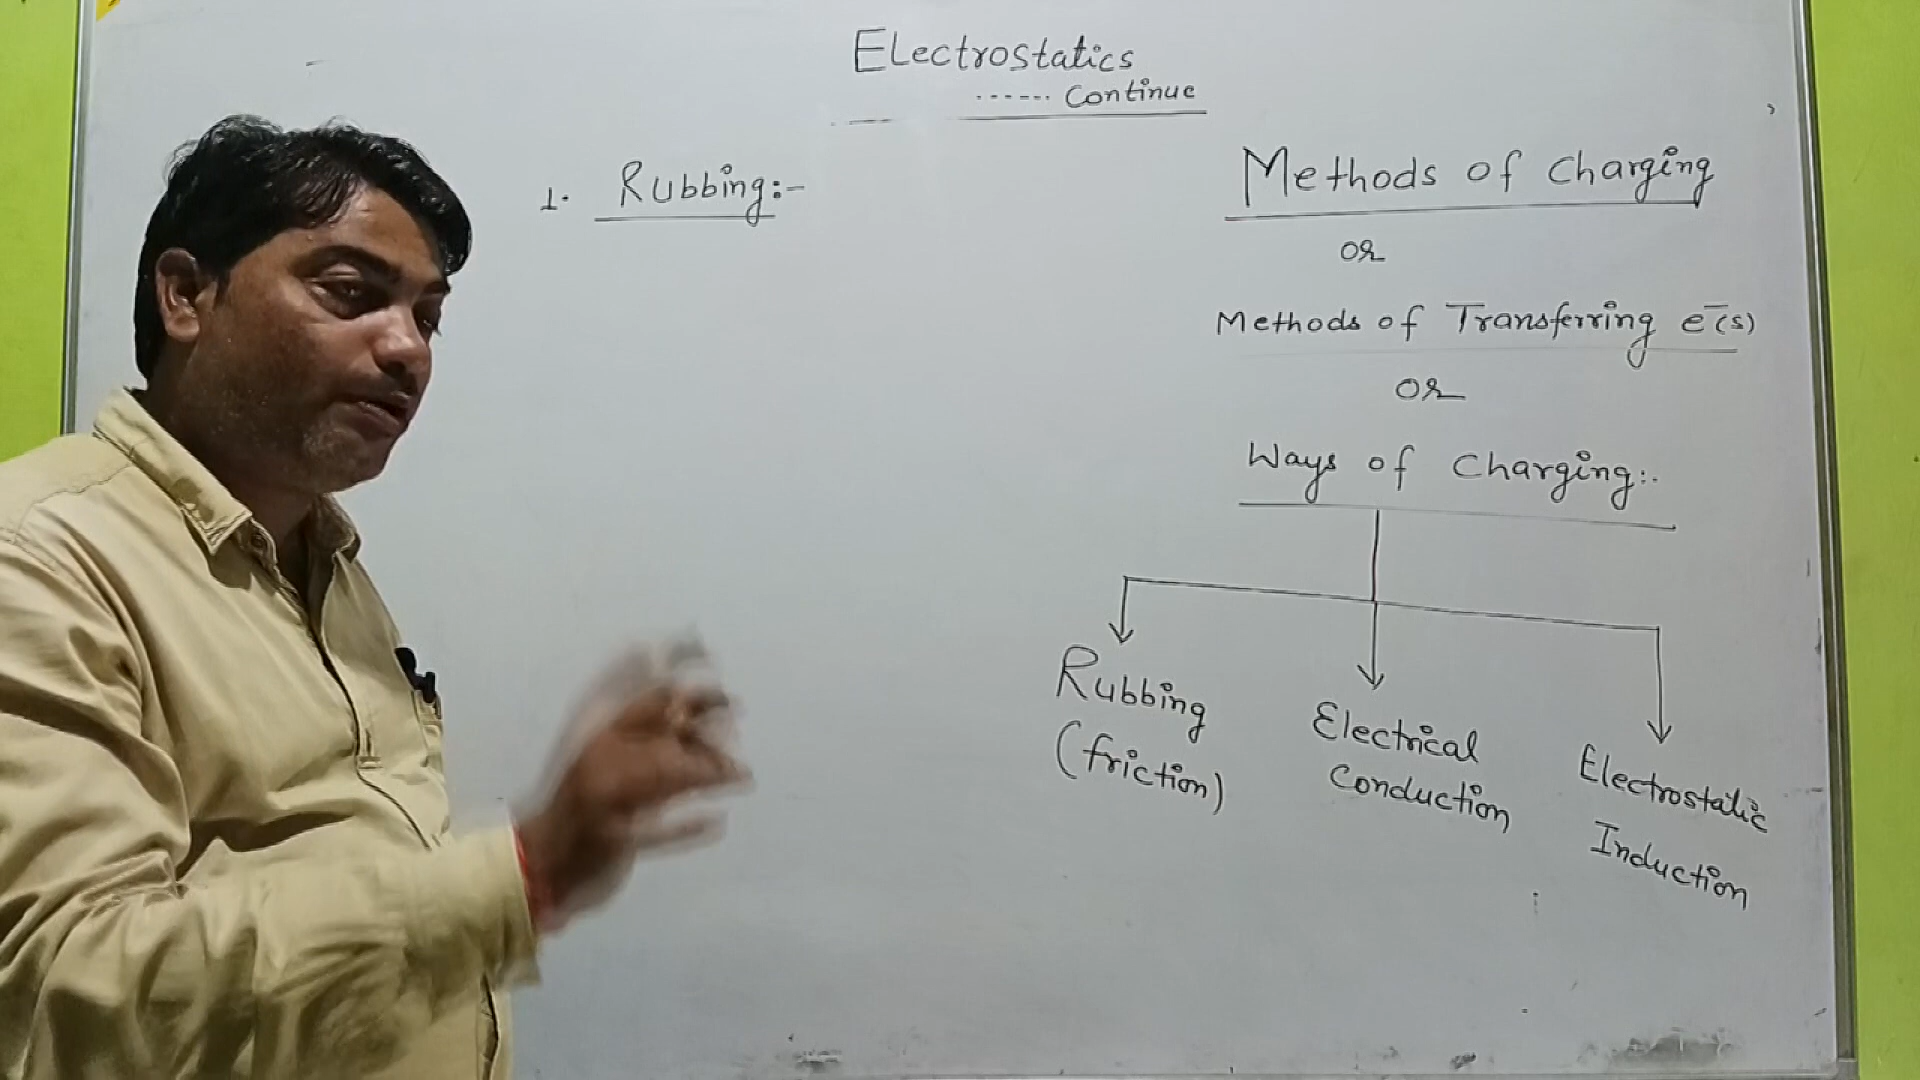 Electrostatics
...... Continue
1. Rubbing:-
Methods of Charging
or
Methods of Transferring e⁻(s)
or
Ways of Charging:-
Rubbing
(friction)
Electrical
Conduction
Electrostatic
Induction